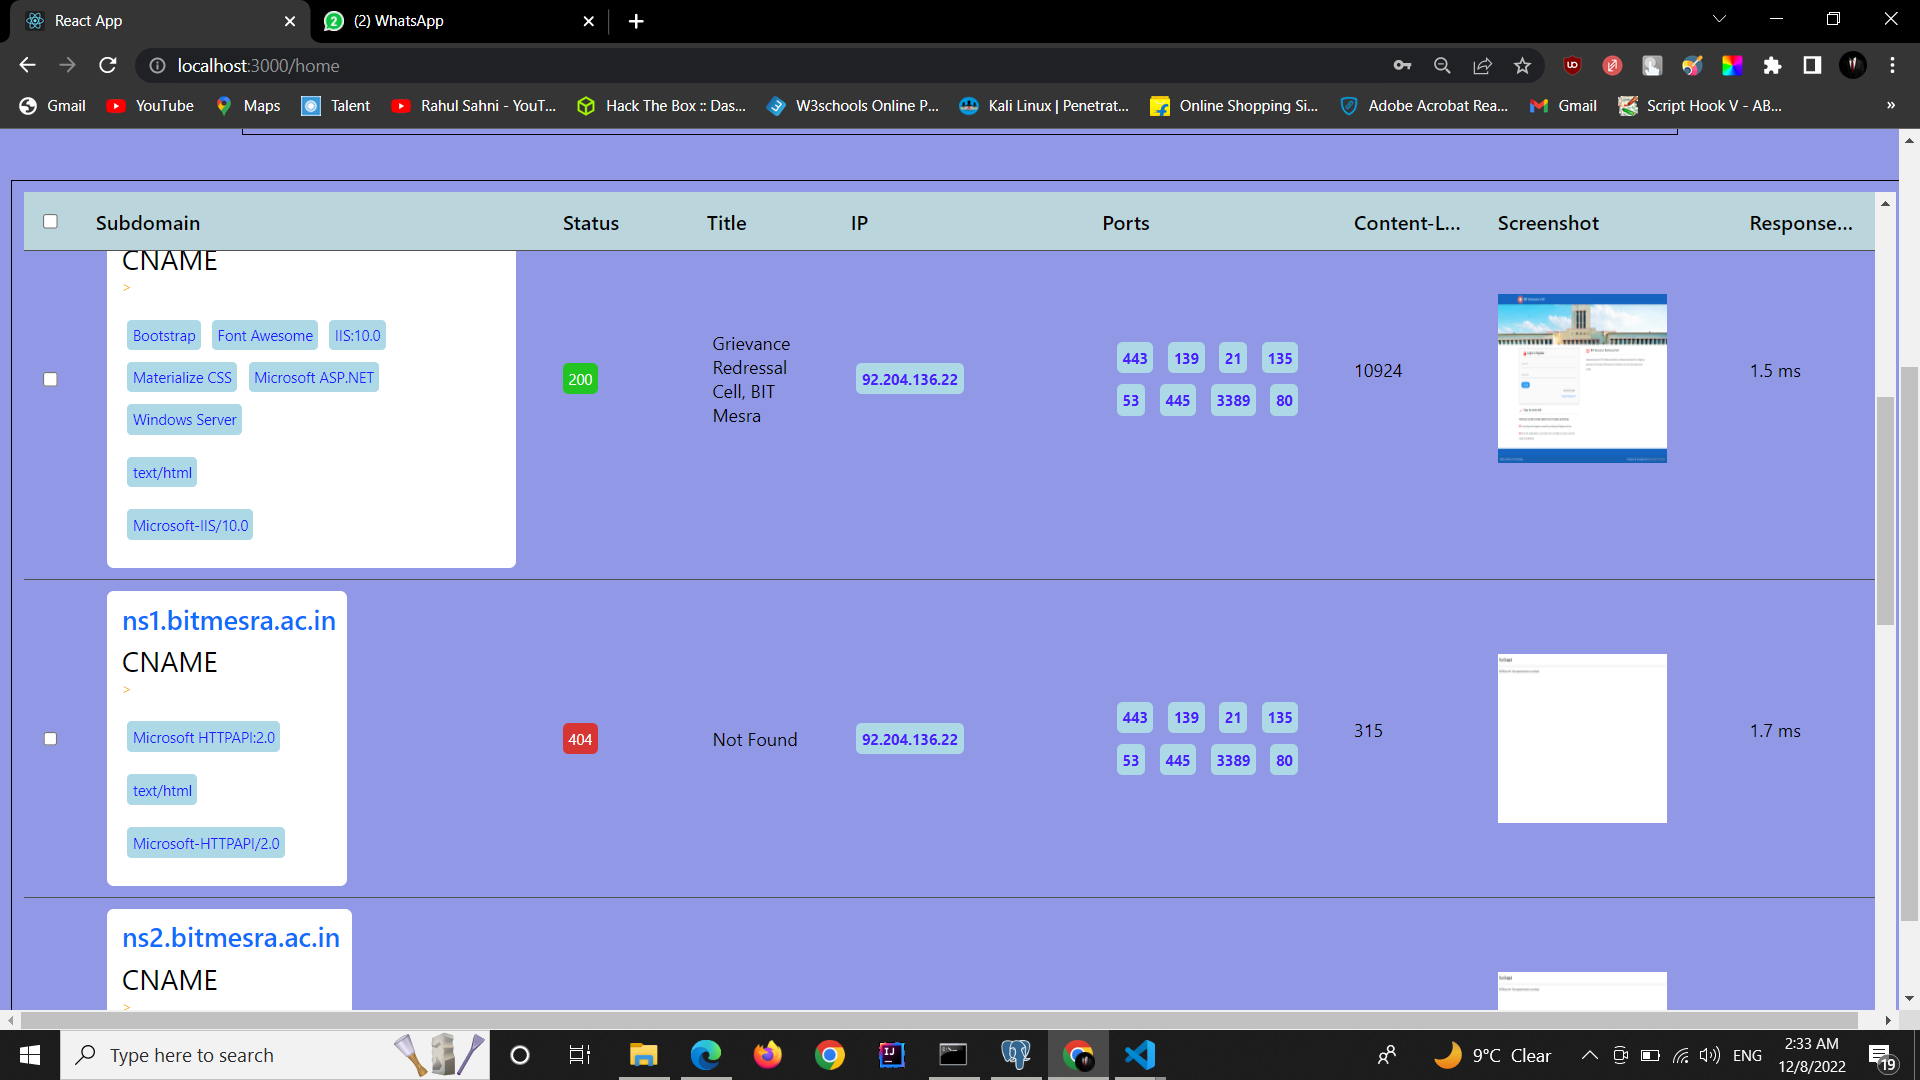 React App
(2) WhatsApp
localhost:3000/home
Gmail YouTube Maps Talent Rahul Sahni - YouT... Hack The Box :: Das... W3schools Online P... Kali Linux | Penetrat... Online Shopping Si... Adobe Acrobat Rea... Gmail Script Hook V - AB... »
Subdomain Status Title IP Ports Content-L... Screenshot Response...
CNAME
>
Bootstrap Font Awesome IIS:10.0
Materialize CSS Microsoft ASP.NET
Windows Server
text/html
Microsoft-IIS/10.0
200
Grievance
Redressal
Cell, BIT
Mesra
92.204.136.22
443 139 21 135
53 445 3389 80
10924
1.5 ms
ns1.bitmesra.ac.in
CNAME
>
Microsoft HTTPAPI:2.0
text/html
Microsoft-HTTPAPI/2.0
404
Not Found
92.204.136.22
443 139 21 135
53 445 3389 80
315
1.7 ms
ns2.bitmesra.ac.in
CNAME
>
Type here to search
9°C Clear
ENG
2:33 AM
12/8/2022
19